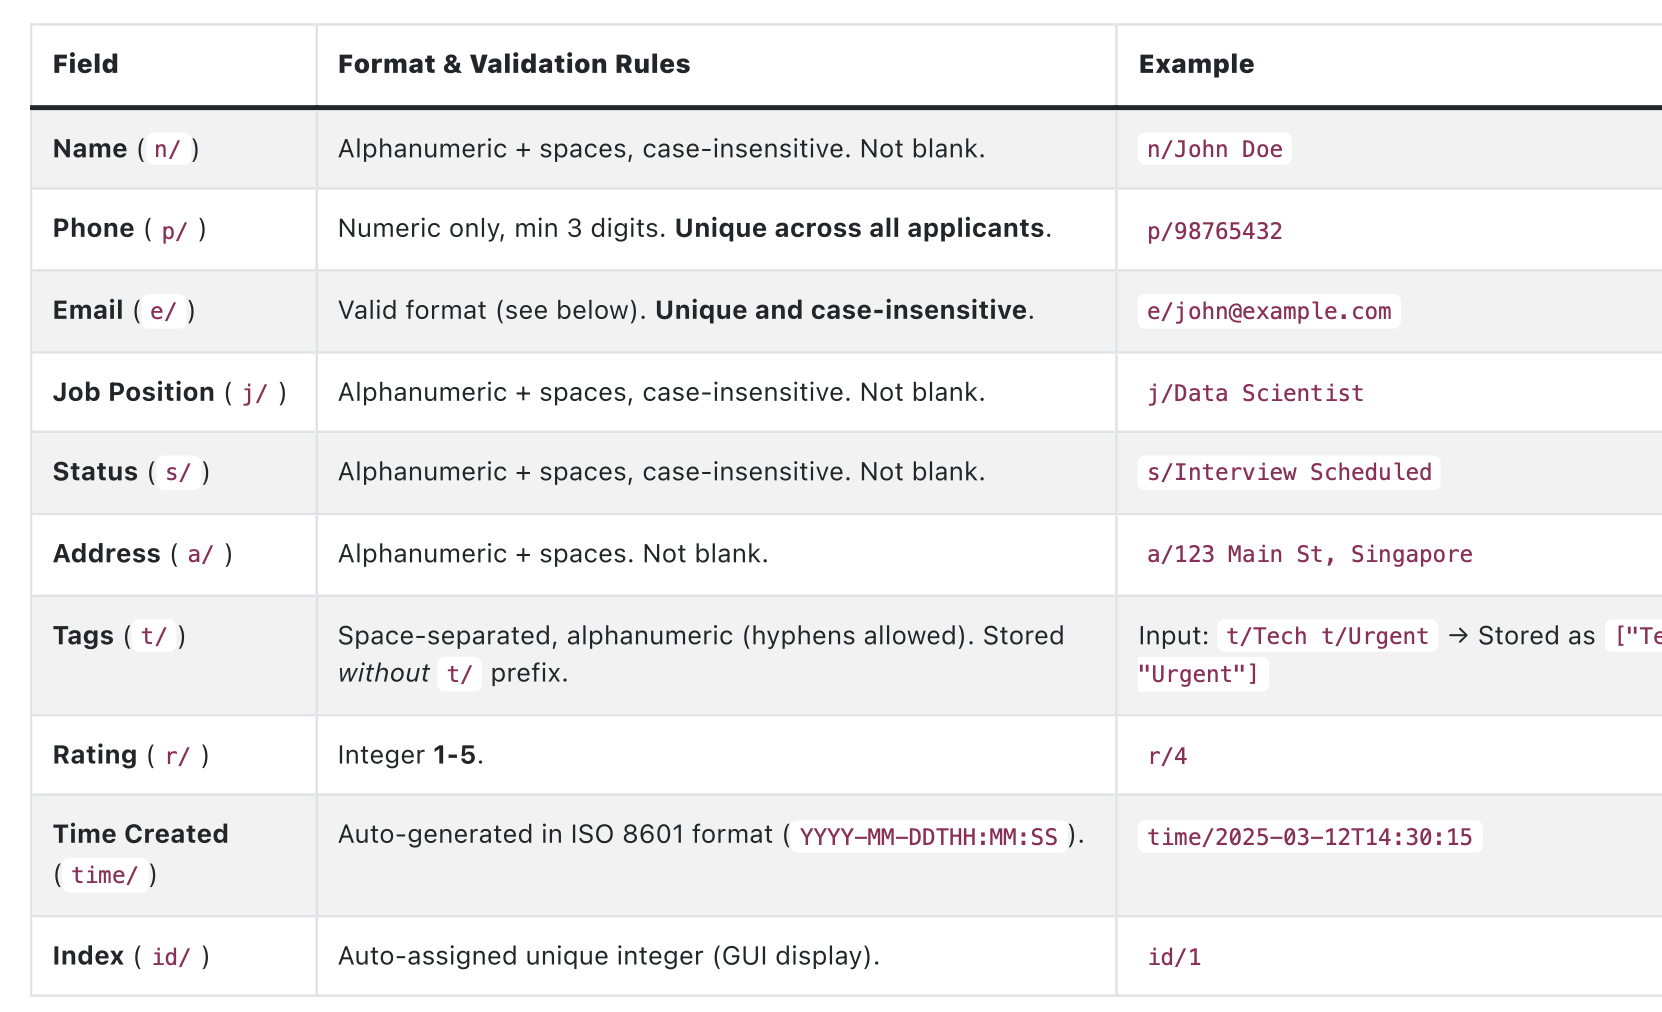 Field Format & Validation Rules Example
Name ( n/ ) Alphanumeric + spaces, case-insensitive. Not blank. n/John Doe
Phone ( p/ ) Numeric only, min 3 digits. Unique across all applicants. p/98765432
Email ( e/ ) Valid format (see below). Unique and case-insensitive. e/john@example.com
Job Position ( j/ ) Alphanumeric + spaces, case-insensitive. Not blank. j/Data Scientist
Status ( s/ ) Alphanumeric + spaces, case-insensitive. Not blank. s/Interview Scheduled
Address ( a/ ) Alphanumeric + spaces. Not blank. a/123 Main St, Singapore
Tags ( t/ ) Space-separated, alphanumeric (hyphens allowed). Stored Input: t/Tech t/Urgent → Stored as
without t/ prefix. "Urgent"]
Rating ( r/ ) Integer 1-5. r/4
Time Created Auto-generated in ISO 8601 format ( YYYY-MM-DDTHH:MM:SS ). time/2025-03-12T14:30:15
( time/ )
Index ( id/ ) Auto-assigned unique integer (GUI display). id/1